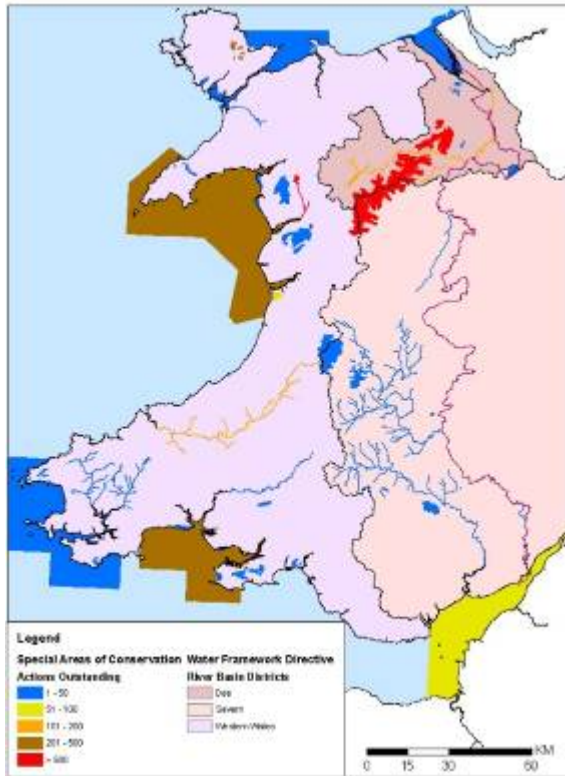 Legend
Special Areas of Conservation Water Framework Directive
Actions Outstanding River Basin Districts
1 - 50 Dee
51 - 100 Severn
101 - 200 Western Wales
201 - 500
> 500
KM
0 15 30 60